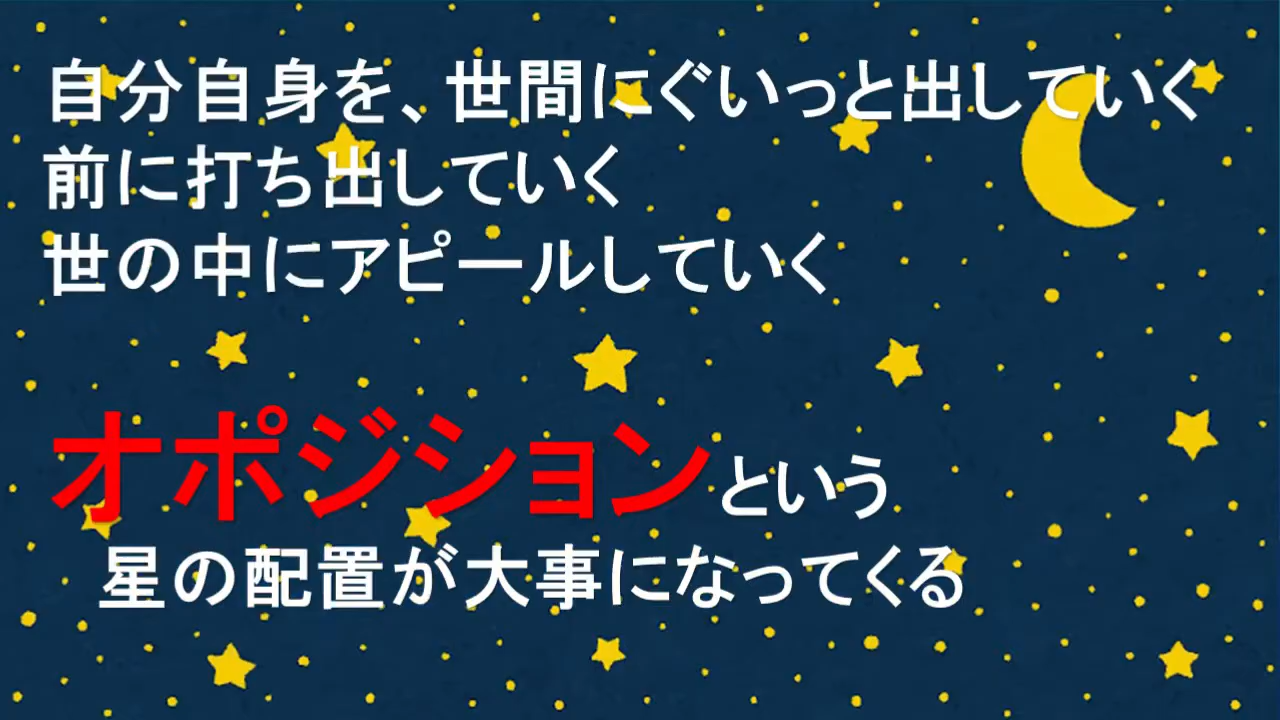 自分自身を、世間にぐいっと出していく
前に打ち出していく
世の中にアピールしていく
オポジションという
星の配置が大事になってくる